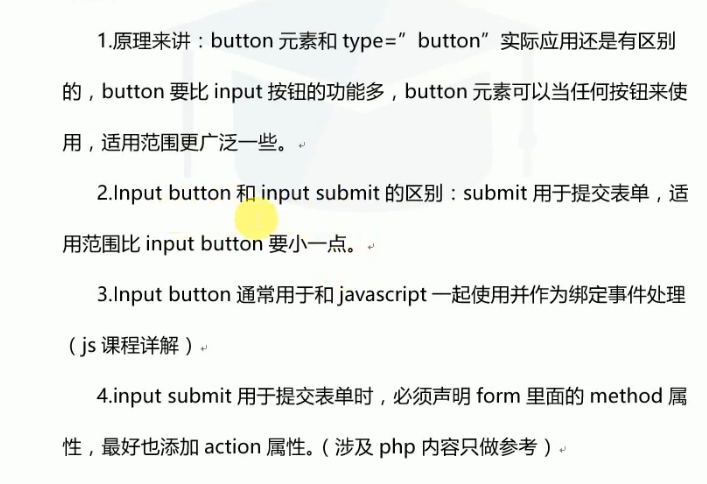 1.原理来讲：button 元素和 type=”button”实际应用还是有区别
的，button 要比 input 按钮的功能多，button 元素可以当任何按钮来使
用，适用范围更广泛一些。
2.Input button 和 input submit 的区别：submit 用于提交表单，适
用范围比 input button 要小一点。
3.Input button 通常用于和 javascript 一起使用并作为绑定事件处理
（js 课程详解）
4.input submit 用于提交表单时，必须声明 form 里面的 method 属
性，最好也添加 action 属性。（涉及 php 内容只做参考）